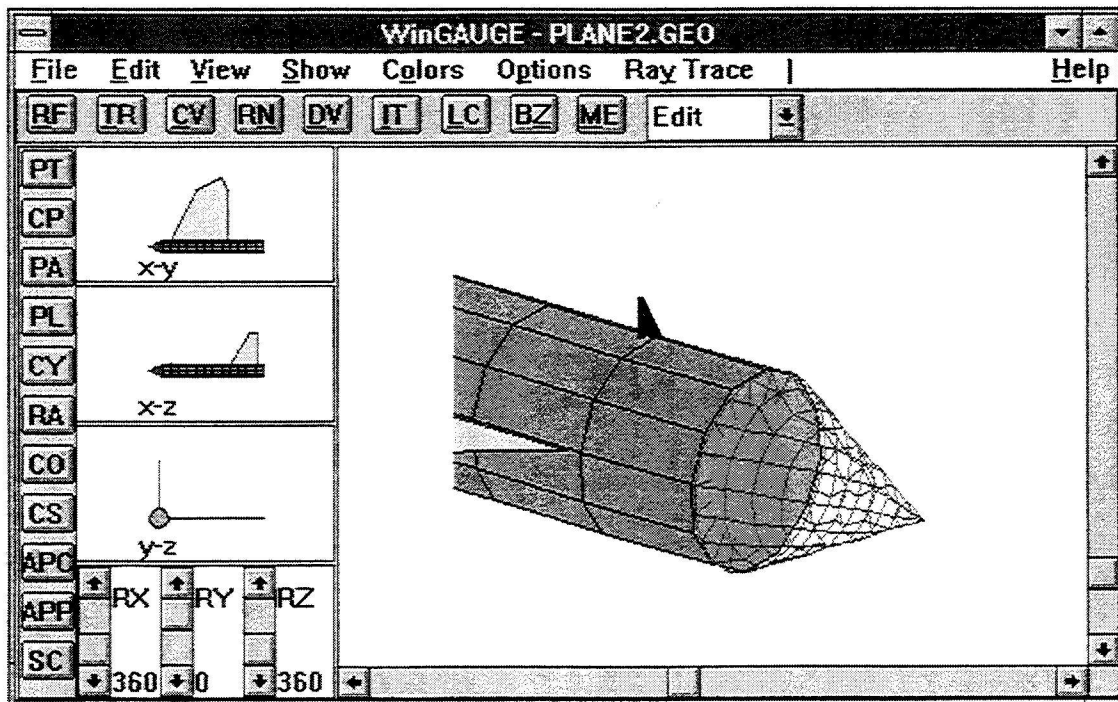 WinGAUGE - PLANE2.GEO
File Edit View Show Colors Options Ray Trace | Help
RF TR CV RN DV IT LC BZ ME Edit
PT
CP
PA
PL
CY
RA
CO
CS
APC
APP
SC
x-y
x-z
y-z
RX RY RZ
360 0 360